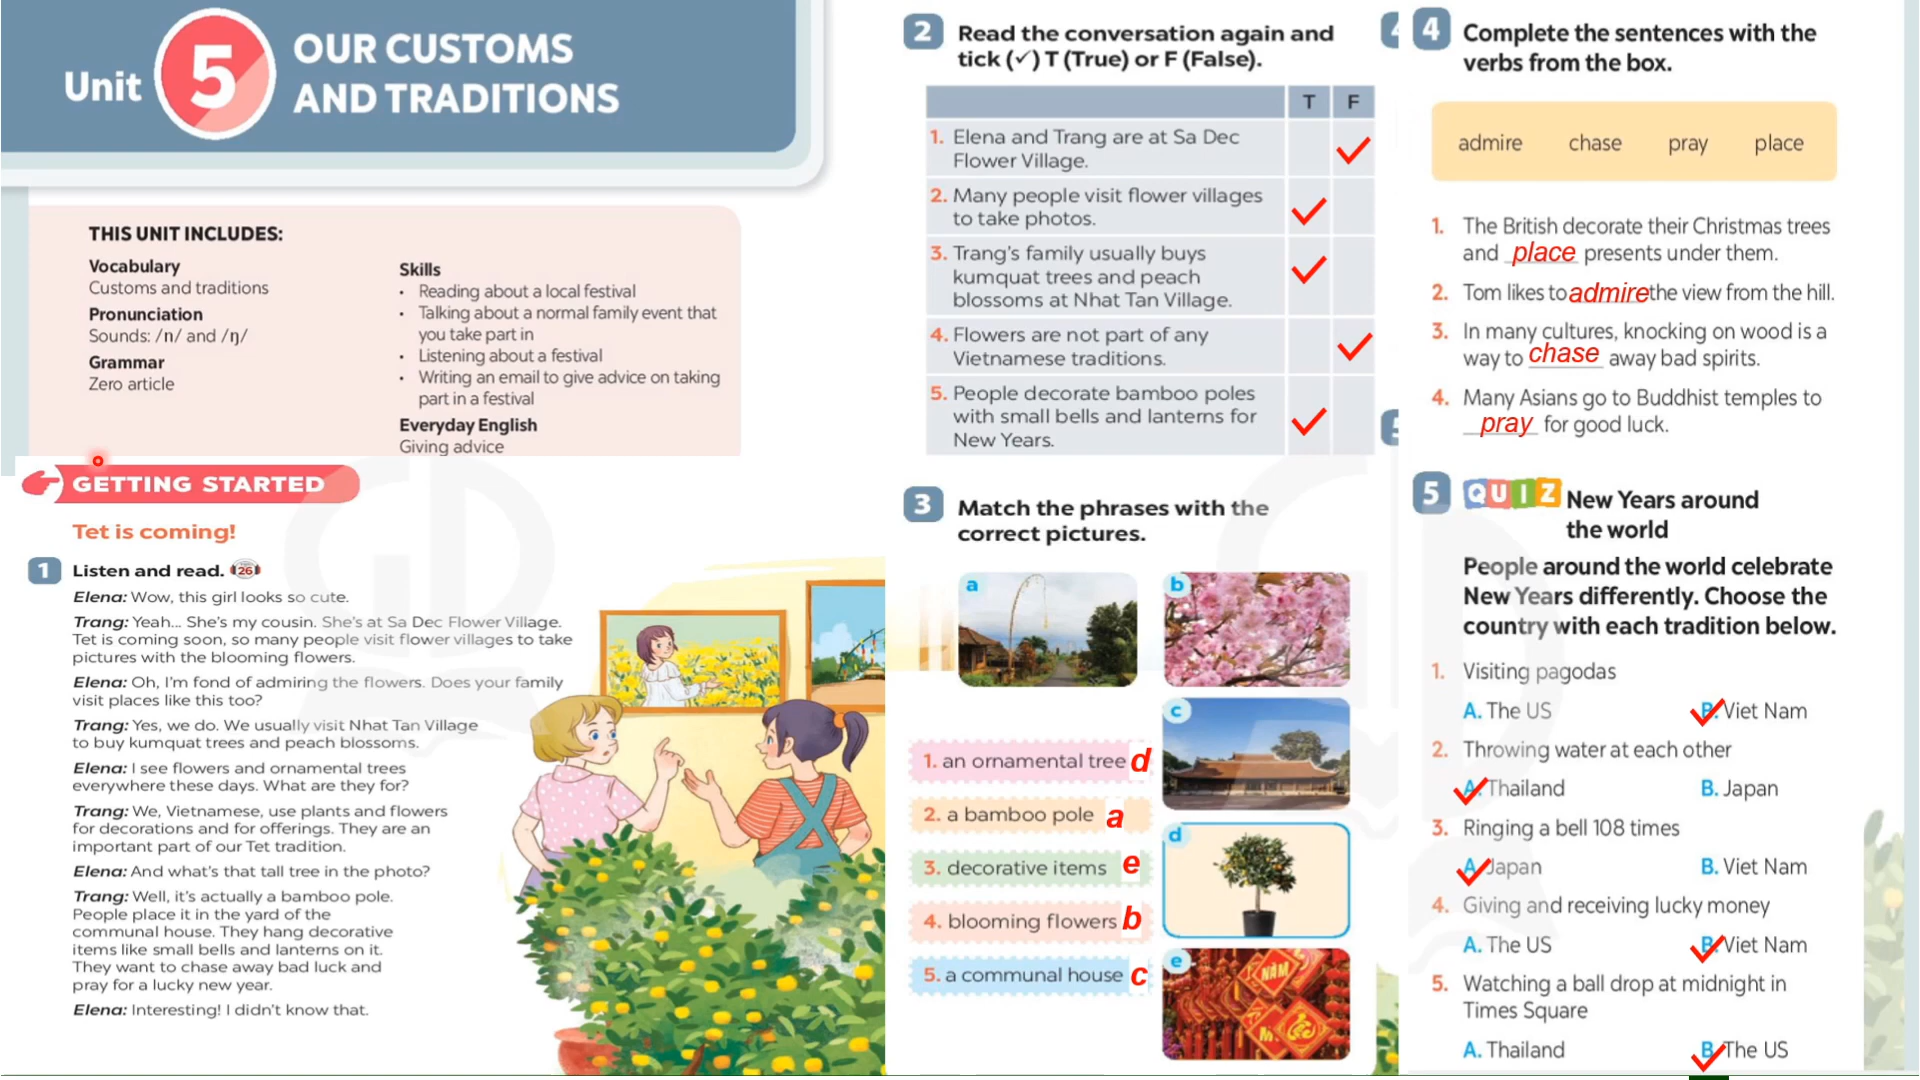 Unit 5 OUR CUSTOMS
AND TRADITIONS
THIS UNIT INCLUDES:
Vocabulary
Customs and traditions
Pronunciation
Sounds: /n/ and /ŋ/
Grammar
Zero article
Skills
• Reading about a local festival
• Talking about a normal family event that
you take part in
• Listening about a festival
• Writing an email to give advice on taking
part in a festival
Everyday English
Giving advice
GETTING STARTED
Tet is coming!
1 Listen and read. 26
Elena: Wow, this girl looks so cute.
Trang: Yeah... She's my cousin. She's at Sa Dec Flower Village.
Tet is coming soon, so many people visit flower villages to take
pictures with the blooming flowers.
Elena: Oh, I'm fond of admiring the flowers. Does your family
visit places like this too?
Trang: Yes, we do. We usually visit Nhat Tan Village
to buy kumquat trees and peach blossoms.
Elena: I see flowers and ornamental trees
everywhere these days. What are they for?
Trang: We, Vietnamese, use plants and flowers
for decorations and for offerings. They are an
important part of our Tet tradition.
Elena: And what's that tall tree in the photo?
Trang: Well, it's actually a bamboo pole.
People place it in the yard of the
communal house. They hang decorative
items like small bells and lanterns on it.
They want to chase away bad luck and
pray for a lucky new year.
Elena: Interesting! I didn't know that.
2 Read the conversation again and
tick (✓) T (True) or F (False).
T F
1. Elena and Trang are at Sa Dec
Flower Village. ✓
2. Many people visit flower villages
to take photos. ✓
3. Trang's family usually buys
kumquat trees and peach
blossoms at Nhat Tan Village. ✓
4. Flowers are not part of any
Vietnamese traditions. ✓
5. People decorate bamboo poles
with small bells and lanterns for
New Years. ✓
3 Match the phrases with the
correct pictures.
a
b
c
d
e
NĂM
1. an ornamental tree d
2. a bamboo pole a
3. decorative items e
4. blooming flowers b
5. a communal house c
4 Complete the sentences with the
verbs from the box.
admire chase pray place
1. The British decorate their Christmas trees
and place presents under them.
2. Tom likes to admire the view from the hill.
3. In many cultures, knocking on wood is a
way to chase away bad spirits.
4. Many Asians go to Buddhist temples to
pray for good luck.
5 QUIZ New Years around
the world
People around the world celebrate
New Years differently. Choose the
country with each tradition below.
1. Visiting pagodas
A. The US B. Viet Nam
2. Throwing water at each other
A. Thailand B. Japan
3. Ringing a bell 108 times
A. Japan B. Viet Nam
4. Giving and receiving lucky money
A. The US B. Viet Nam
5. Watching a ball drop at midnight in
Times Square
A. Thailand B. The US